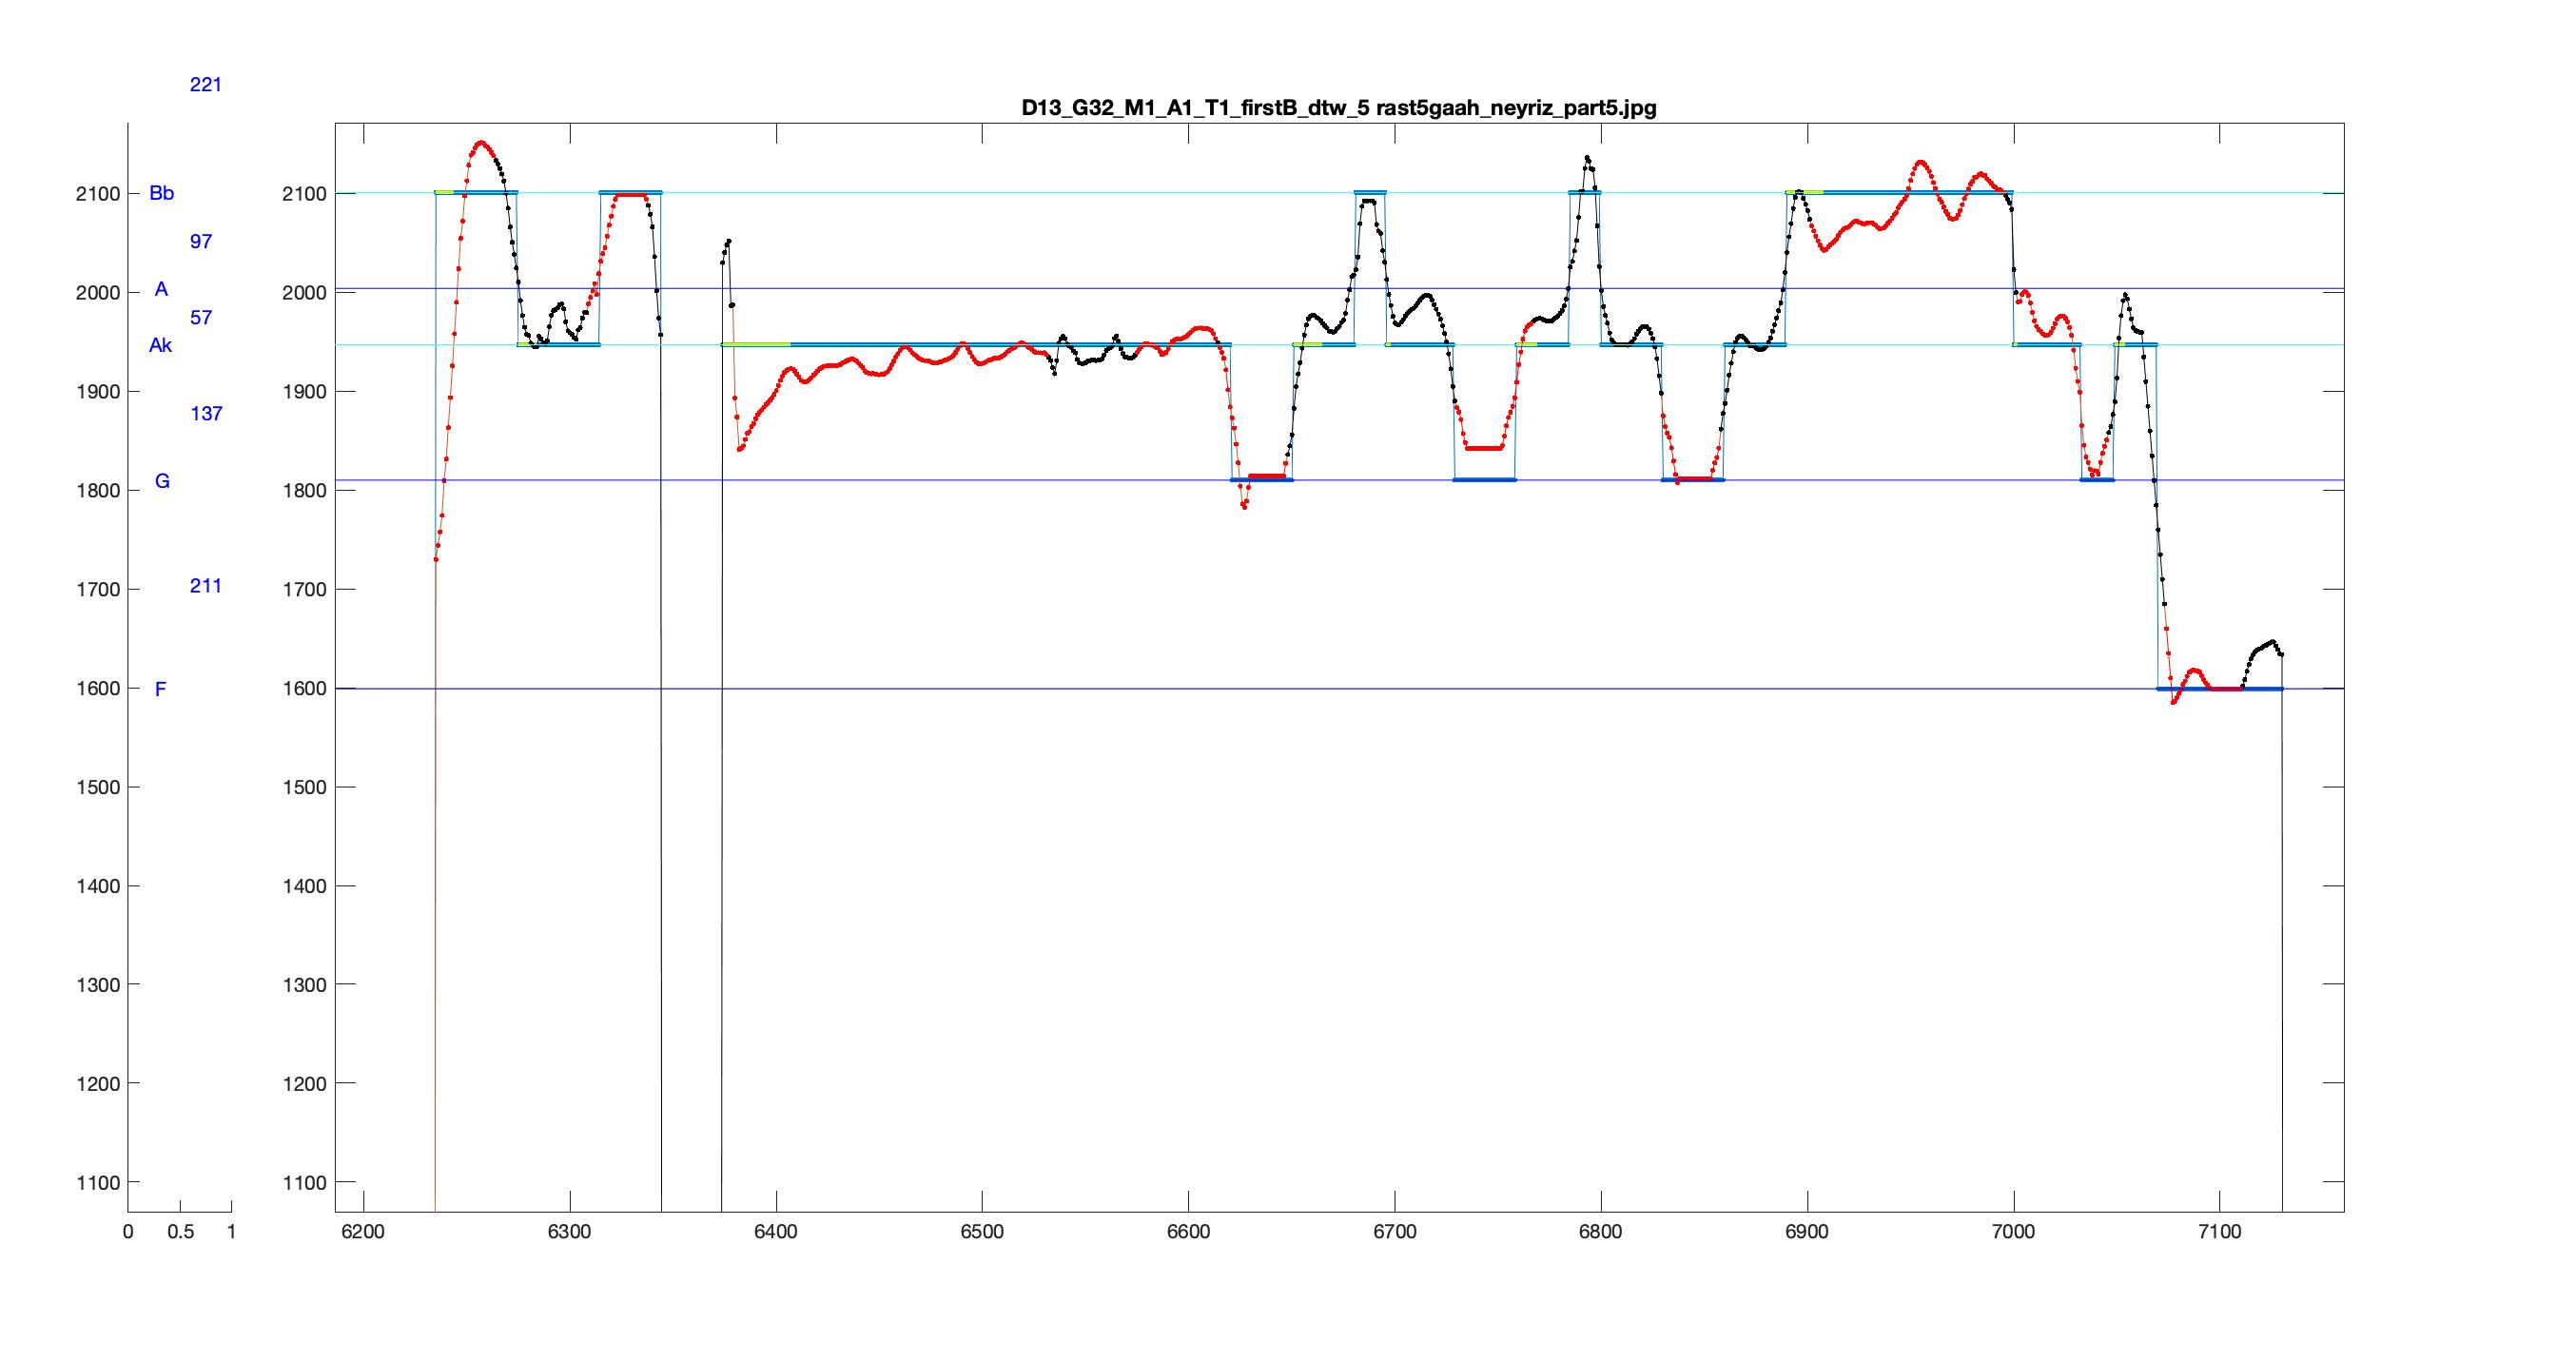 221
D13_G32_M1_A1_T1_firstB_dtw_5 rast5gaah_neyriz_part5.jpg
2100 Bb 2100
97
2000 A 2000
57
Ak
1900 1900
137
1800 G 1800
1700 1700
211
1600 F 1600
1500 1500
1400 1400
1300 1300
1200 1200
1100 1100
0 0.5 1 6200 6300 6400 6500 6600 6700 6800 6900 7000 7100